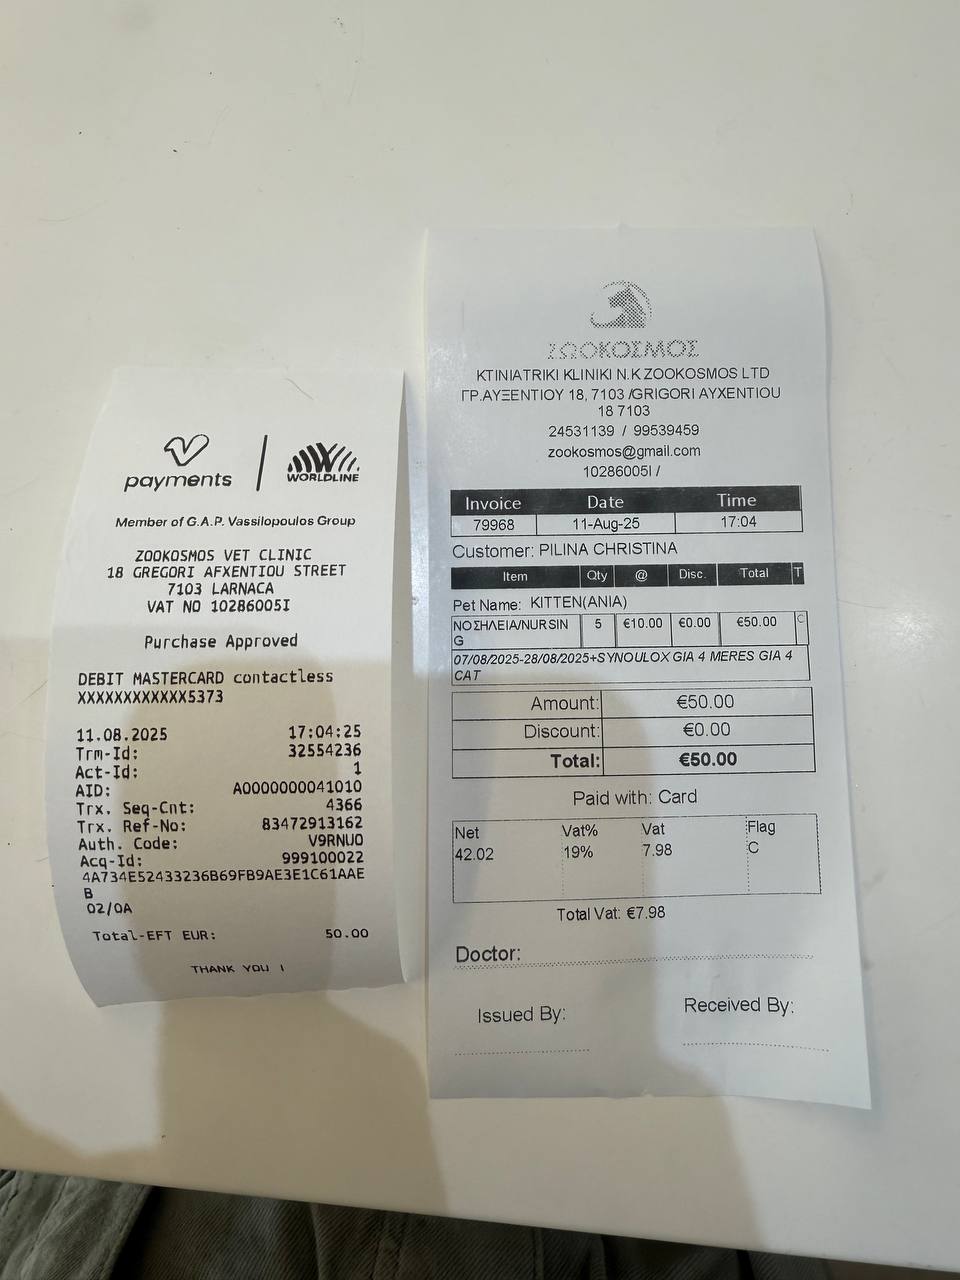 payments
WORLDLINE
Member of G.A.P. Vassilopoulos Group
ZOOKOSMOS VET CLINIC
18 GREGORI AFXENTIOU STREET
7103 LARNACA
VAT NO 10286005I
Purchase Approved
DEBIT MASTERCARD contactless
XXXXXXXXXXXX5373
11.08.2025 17:04:25
Trm-Id: 32554236
Act-Id: 1
AID: A0000000041010
Trx. Seq-Cnt: 4366
Trx. Ref-No: 83472913162
Auth. Code: V9RNUO
Acq-Id: 999100022
4A734E52433236B69FB9AE3E1C61AAE
B
02/0A
Total-EFT EUR: 50.00
THANK YOU !
ΖΩΟΚΟΣΜΟΣ
KTINIATRIKI KLINIKI N.K ZOOKOSMOS LTD
ΓΡ.ΑΥΞΕΝΤΙΟΥ 18, 7103 /GRIGORI AYXENTIOU
18 7103
24531139 / 99539459
zookosmos@gmail.com
10286005I /
Invoice Date Time
79968 11-Aug-25 17:04
Customer: PILINA CHRISTINA
Item Qty @ Disc. Total T
Pet Name: KITTEN(ANIA)
ΝΟΣΗΛΕΙΑ/NURSIN 5 €10.00 €0.00 €50.00 C
G
07/08/2025-28/08/2025+SYNOULOX GIA 4 MERES GIA 4
CAT
Amount: €50.00
Discount: €0.00
Total: €50.00
Paid with: Card
Net Vat% Vat Flag
42.02 19% 7.98 C
Total Vat: €7.98
Doctor:
Issued By: Received By: